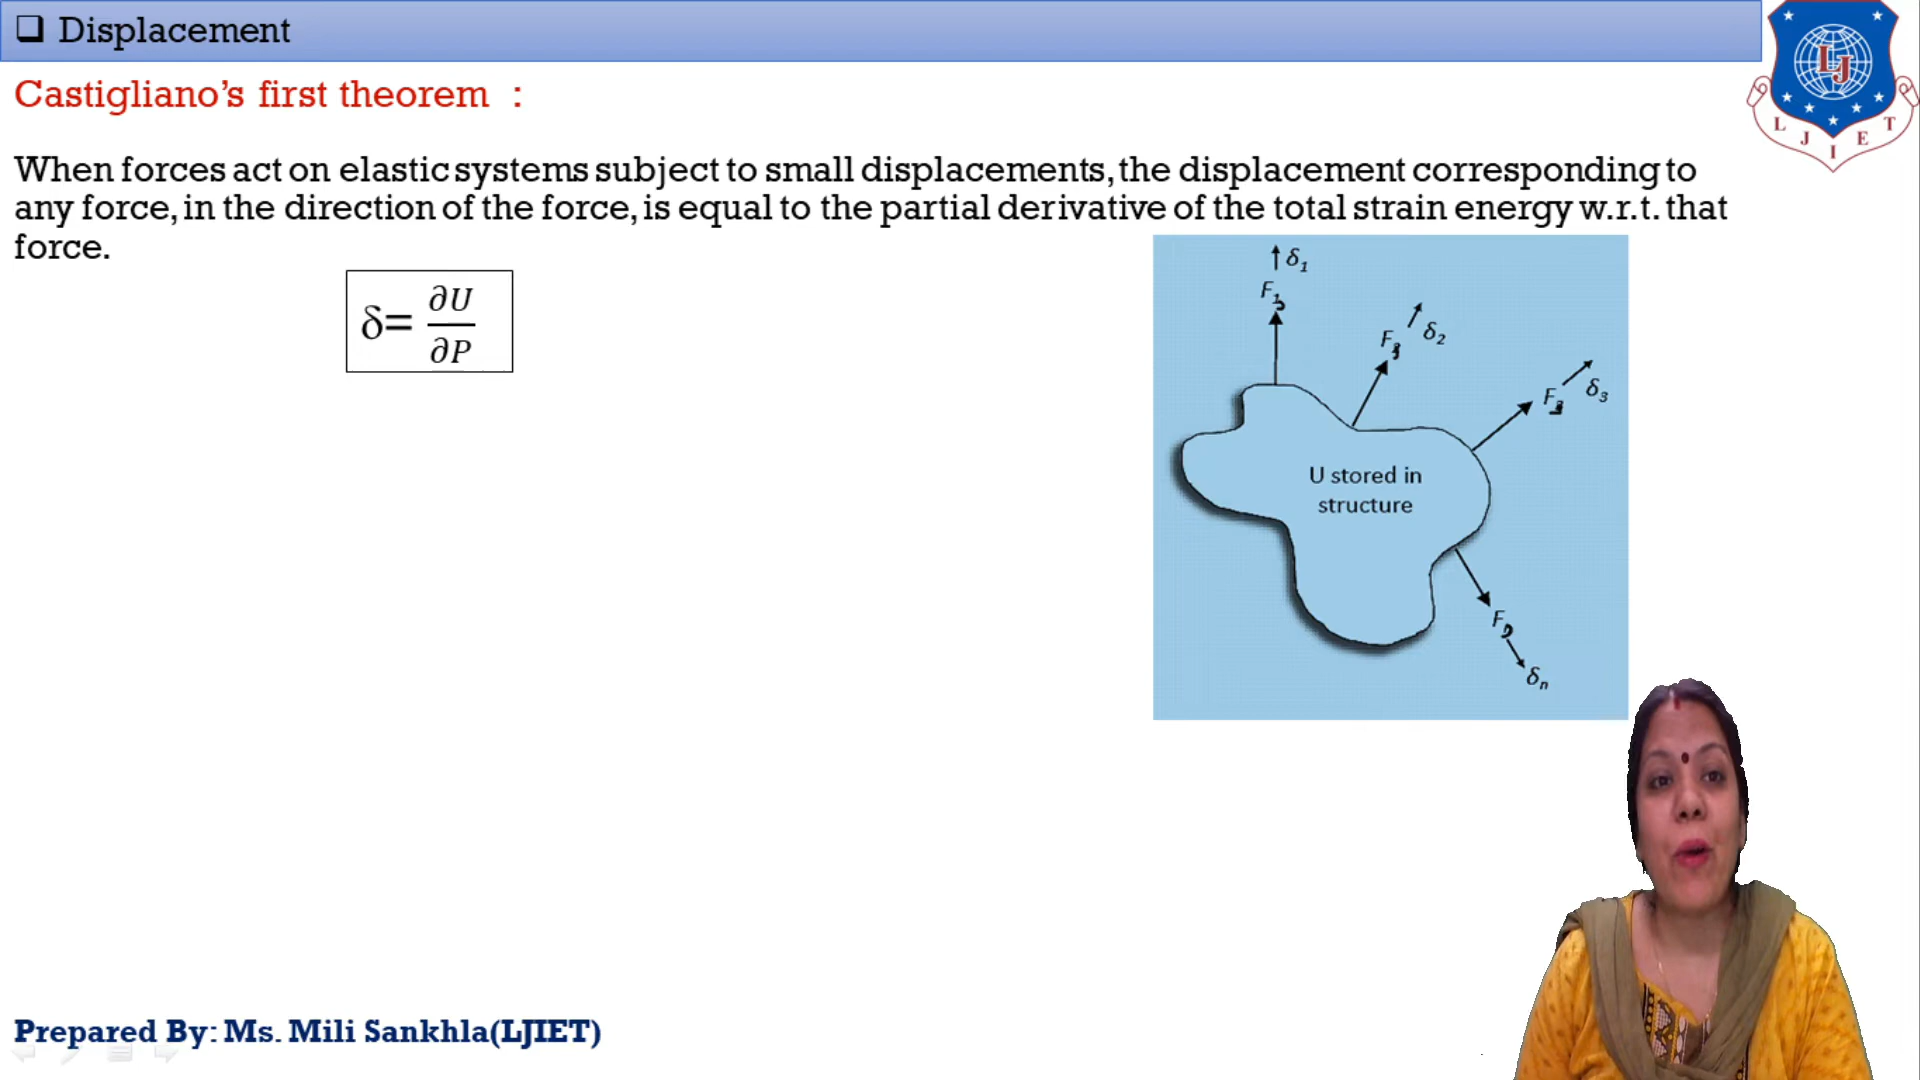 ❑ Displacement
Castigliano’s first theorem :
When forces act on elastic systems subject to small displacements, the displacement corresponding to
any force, in the direction of the force, is equal to the partial derivative of the total strain energy w.r.t. that
force.
δ= ∂U/∂P
δ1
F1
F2
δ2
F3
δ3
U stored in
structure
F
δn
L J I E T
LJ
Prepared By: Ms. Mili Sankhla(LJIET)